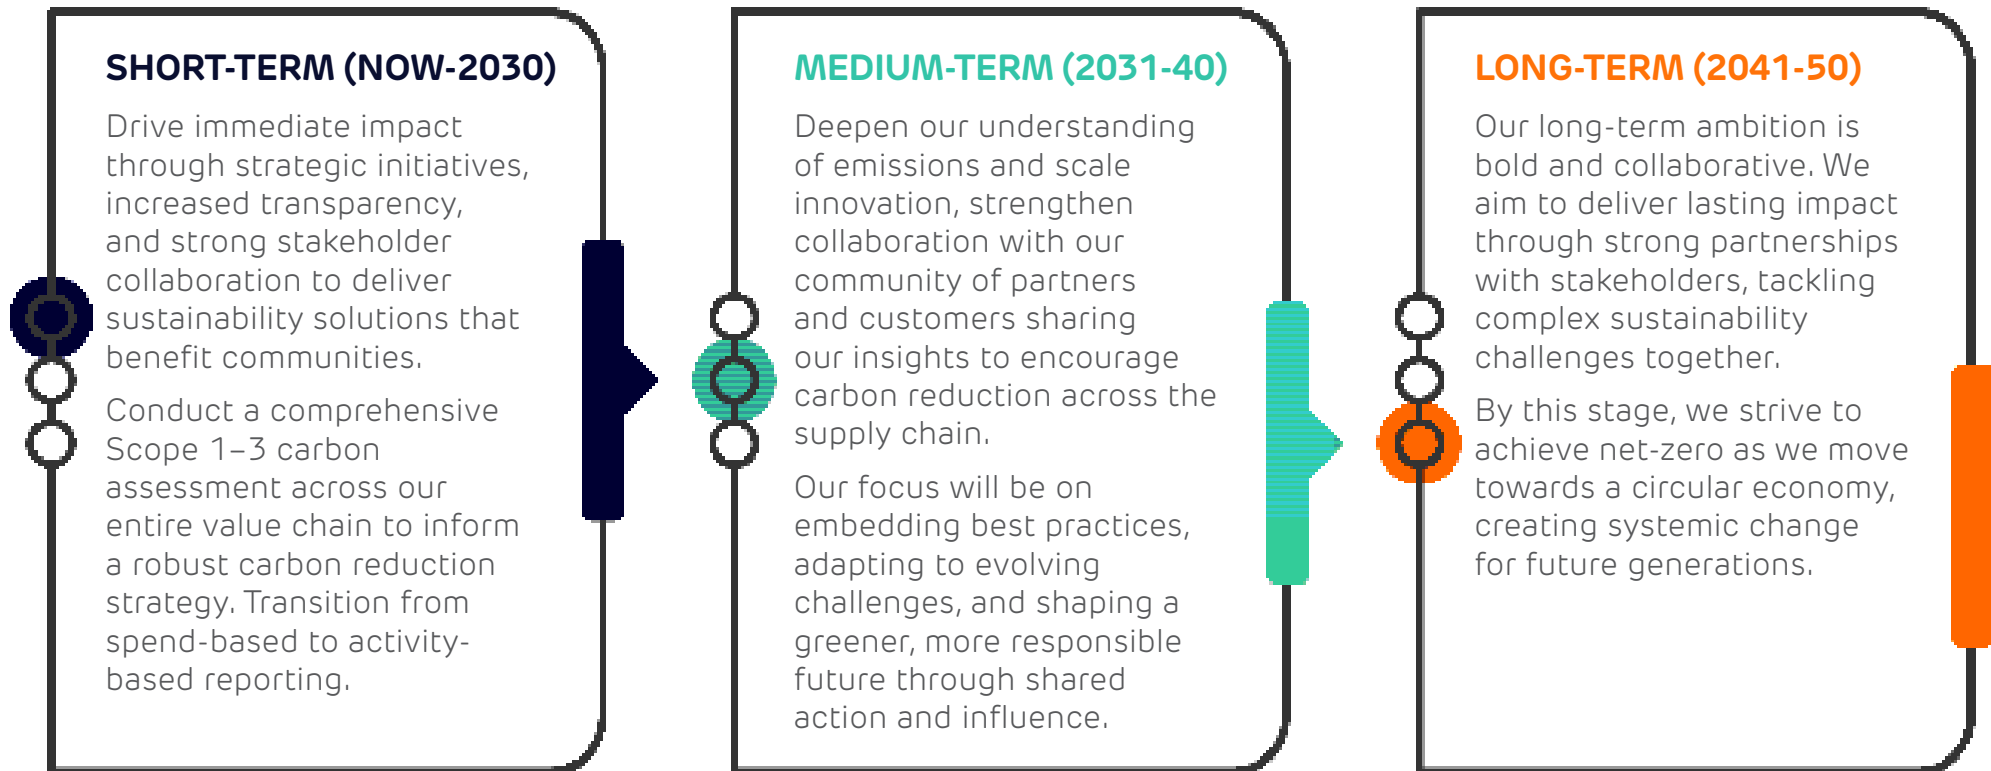 SHORT-TERM (NOW-2030)
Drive immediate impact
through strategic initiatives,
increased transparency,
and strong stakeholder
collaboration to deliver
sustainability solutions that
benefit communities.
Conduct a comprehensive
Scope 1–3 carbon
assessment across our
entire value chain to inform
a robust carbon reduction
strategy. Transition from
spend-based to activity-
based reporting.
MEDIUM-TERM (2031-40)
Deepen our understanding
of emissions and scale
innovation, strengthen
collaboration with our
community of partners
and customers sharing
our insights to encourage
carbon reduction across the
supply chain.
Our focus will be on
embedding best practices,
adapting to evolving
challenges, and shaping a
greener, more responsible
future through shared
action and influence.
LONG-TERM (2041-50)
Our long-term ambition is
bold and collaborative. We
aim to deliver lasting impact
through strong partnerships
with stakeholders, tackling
complex sustainability
challenges together.
By this stage, we strive to
achieve net-zero as we move
towards a circular economy,
creating systemic change
for future generations.